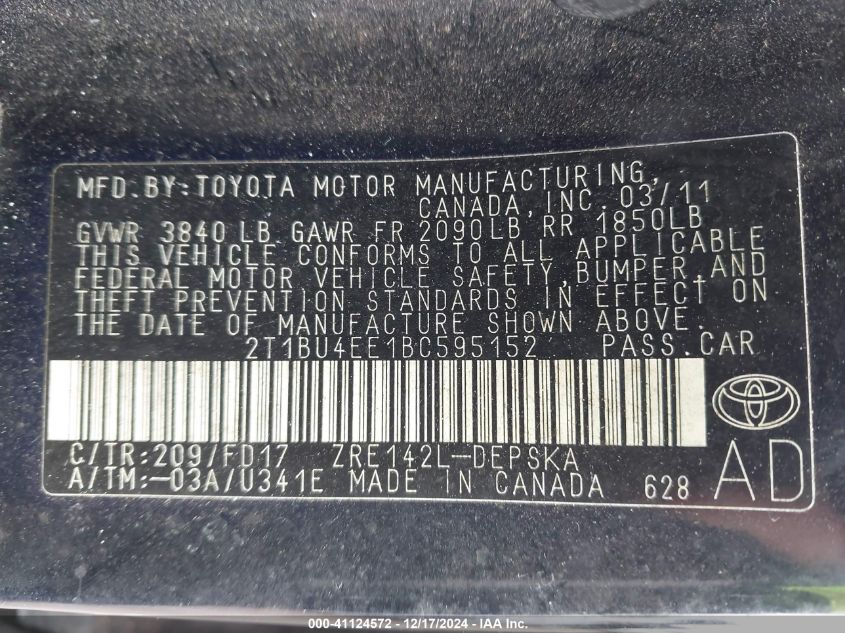 MFD.BY:TOYOTA MOTOR MANUFACTURING,
CANADA,INC. 03/11
GVWR 3840 LB GAWR FR 2090LB RR 1850LB
THIS VEHICLE CONFORMS TO ALL APPLICABLE
FEDERAL MOTOR VEHICLE SAFETY,BUMPER,AND
THEFT PREVENTION STANDARDS IN EFFECT ON
THE DATE OF MANUFACTURE SHOWN ABOVE.
2T1BU4EE1BC595152 PASS.CAR
C/TR:209/FD17 ZRE142L-DEPSKA
A/TM:-03A/U341E MADE IN CANADA 628 AD
000-41124572 - 12/17/2024 - IAA Inc.